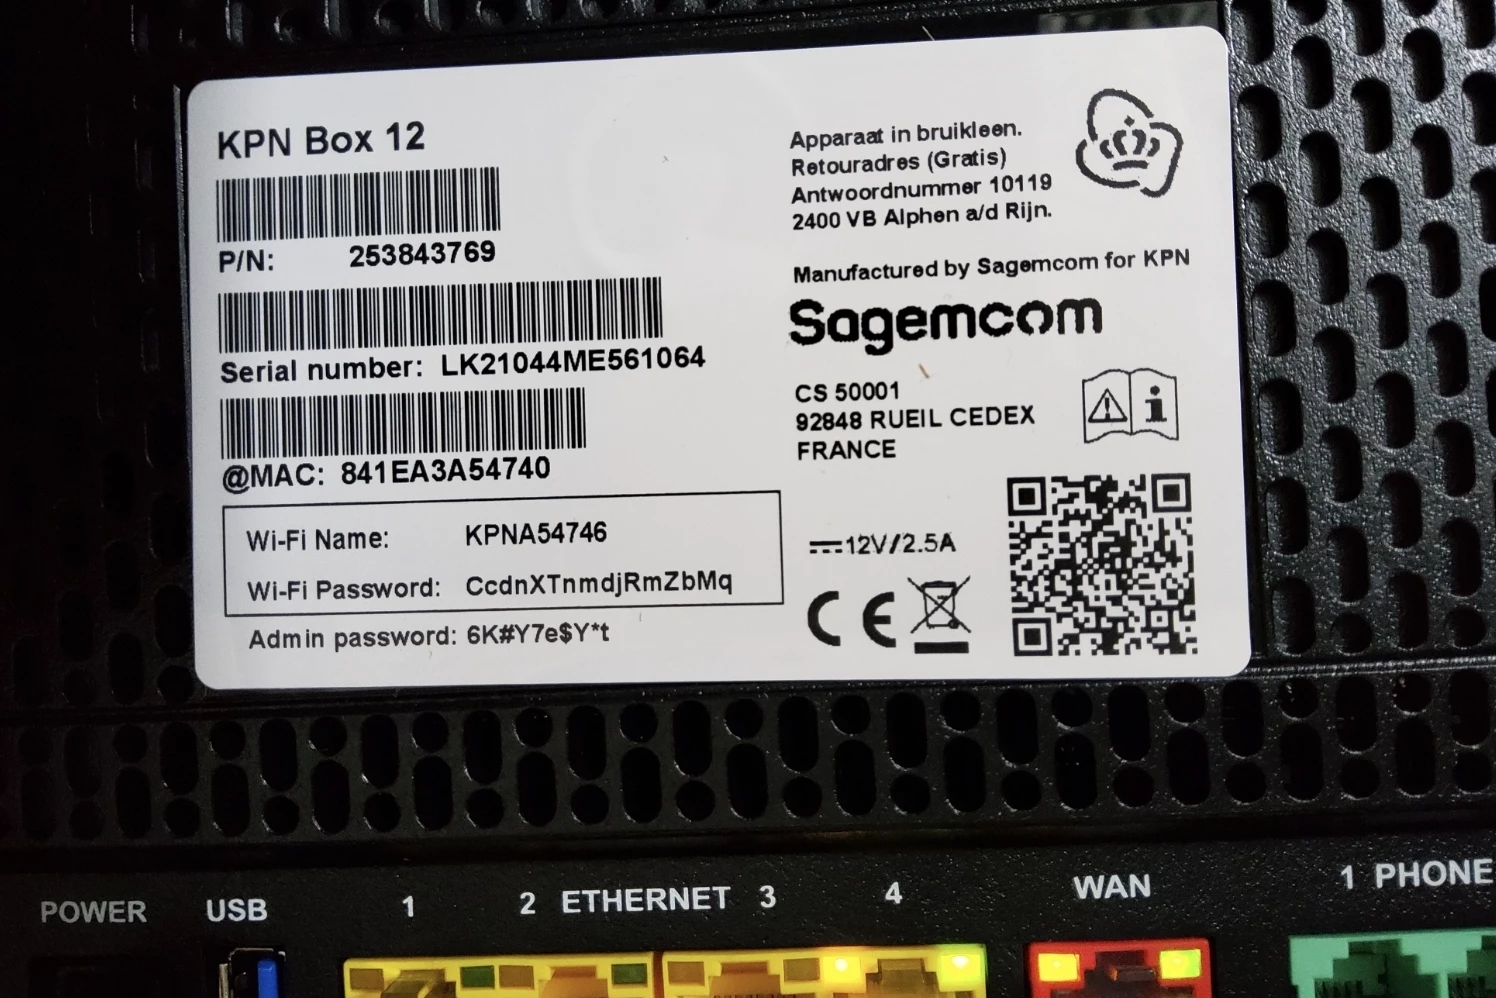 KPN Box 12
P/N: 253843769
Serial number: LK21044ME561064
@MAC: 841EA3A54740
Wi-Fi Name: KPNA54746
Wi-Fi Password: CcdnXTnmdjRmZbMq
Admin password: 6K#Y7e$Y*t
Apparaat in bruikleen.
Retouradres (Gratis)
Antwoordnummer 10119
2400 VB Alphen a/d Rijn.
Manufactured by Sagemcom for KPN
Sagemcom
CS 50001
92848 RUEIL CEDEX
FRANCE
12V/2.5A
CE
POWER USB 1 2 ETHERNET 3 4 WAN 1 PHONE